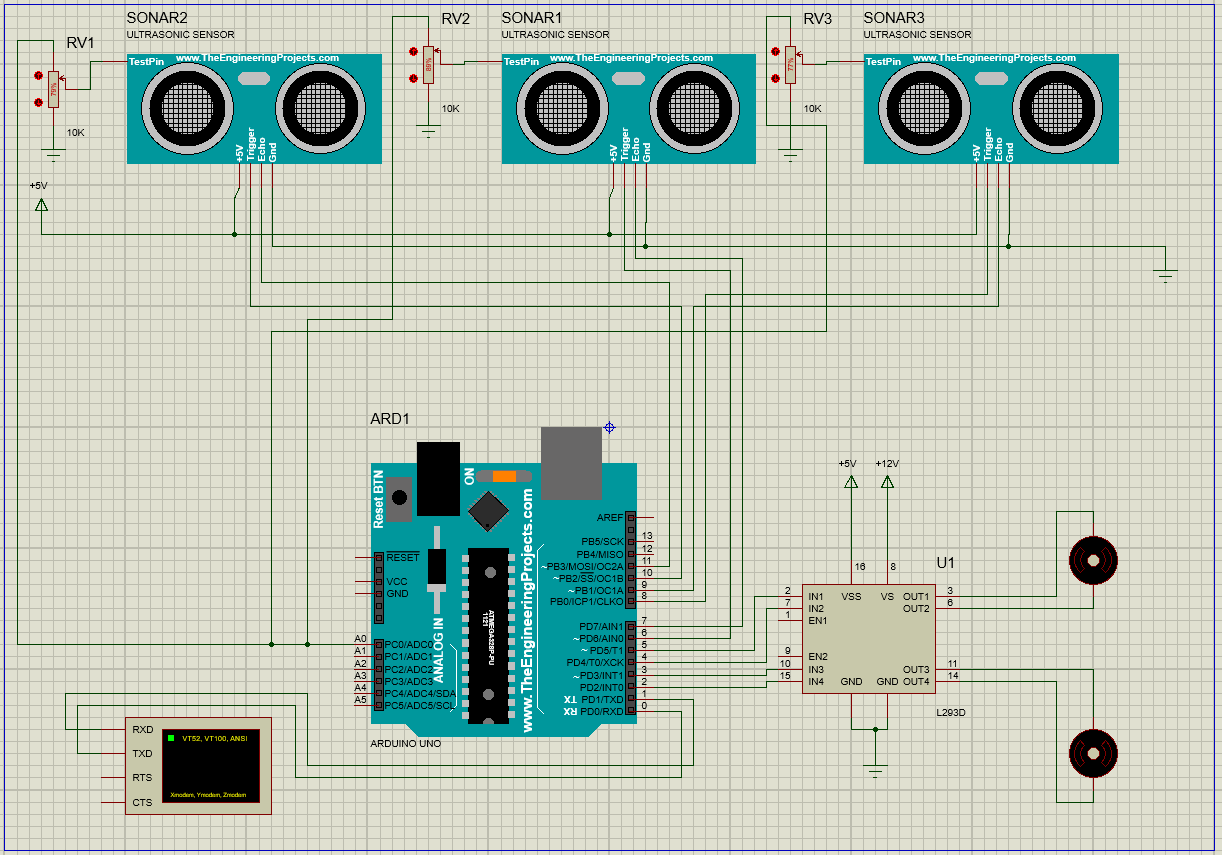 SONAR2
ULTRASONIC SENSOR
RV2
SONAR1
ULTRASONIC SENSOR
RV3
SONAR3
ULTRASONIC SENSOR
RV1
TestPin
www.TheEngineeringProjects.com
TestPin
www.TheEngineeringProjects.com
TestPin
www.TheEngineeringProjects.com
88%
77%
10K
10K
10K
+5V
Trigger
Echo
Gnd
+5V
Trigger
Echo
Gnd
+5V
Trigger
Echo
Gnd
+5V
ARD1
Reset BTN
ON
www.TheEngineeringProjects.com
ANALOG IN
ATMEGA328P-PU
1121
RESET
VCC
GND
A0 PC0/ADC0
A1 PC1/ADC1
A2 PC2/ADC2
A3 PC3/ADC3
A4 PC4/ADC4/SDA
A5 PC5/ADC5/SCL
AREF
PB5/SCK 13
PB4/MISO 12
~PB3/MOSI/OC2A 11
~PB2/SS/OC1B 10
~PB1/OC1A 9
PB0/ICP1/CLKO 8
PD7/AIN1 7
~PD6/AIN0 6
~PD5/T1 5
PD4/T0/XCK 4
~PD3/INT1 3
PD2/INT0 2
TX PD1/TXD 1
RX PD0/RXD 0
ARDUINO UNO
+5V
+12V
16
8
U1
2 IN1
7 IN2
1 EN1
9 EN2
10 IN3
15 IN4
VSS
VS
OUT1 3
OUT2 6
OUT3 11
OUT4 14
GND
GND
L293D
RXD
TXD
RTS
CTS
VT52, VT100, ANSI
Xmodem, Ymodem, Zmodem